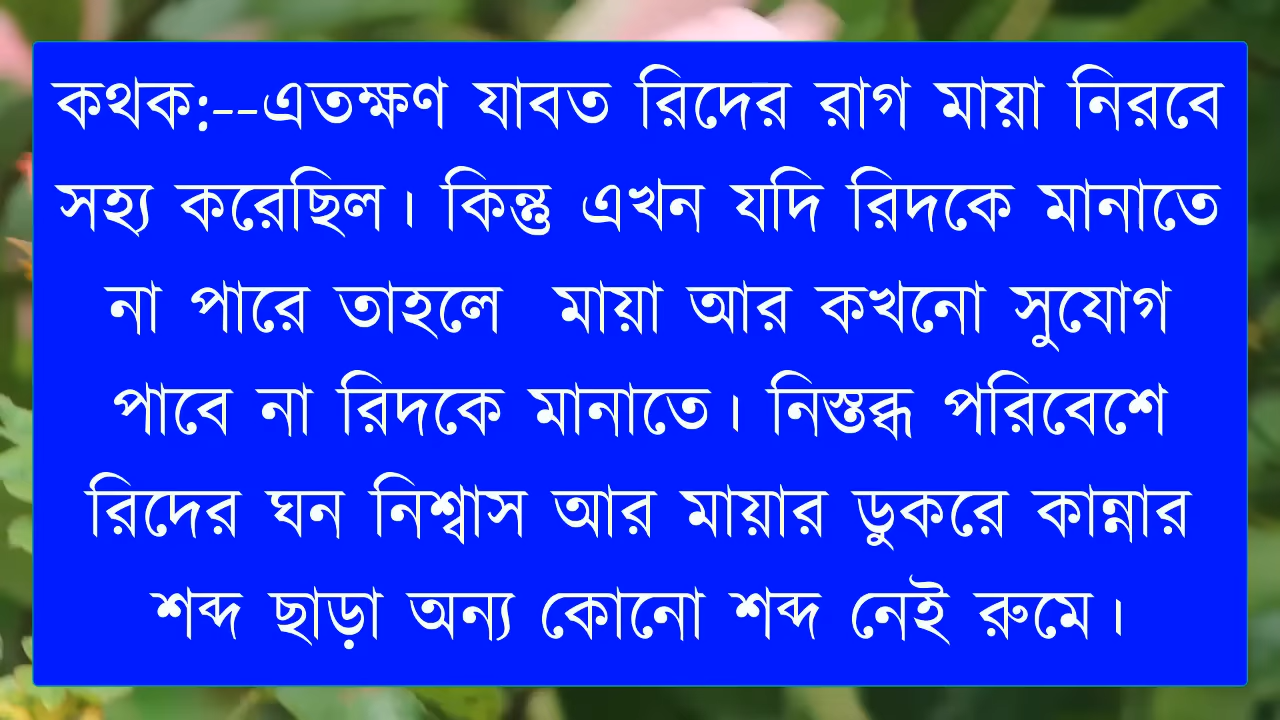 কথক:--এতক্ষণ যাবত রিদের রাগ মায়া নিরবে
সহ্য করেছিল। কিন্তু এখন যদি রিদকে মানাতে
না পারে তাহলে মায়া আর কখনো সুযোগ
পাবে না রিদকে মানাতে। নিস্তব্ধ পরিবেশে
রিদের ঘন নিশ্বাস আর মায়ার ডুকরে কান্নার
শব্দ ছাড়া অন্য কোনো শব্দ নেই রুমে।